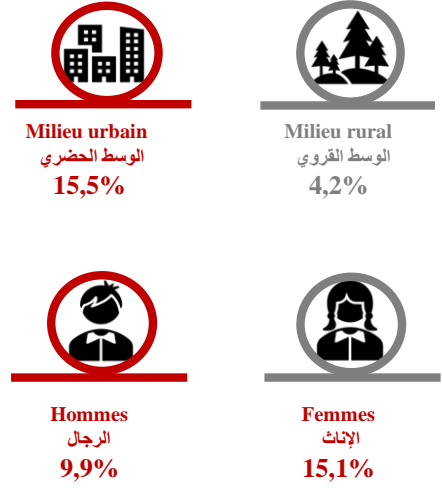 Milieu urbain
الوسط الحضري
15,5%
Milieu rural
الوسط القروي
4,2%
Hommes
الرجال
9,9%
Femmes
الإناث
15,1%